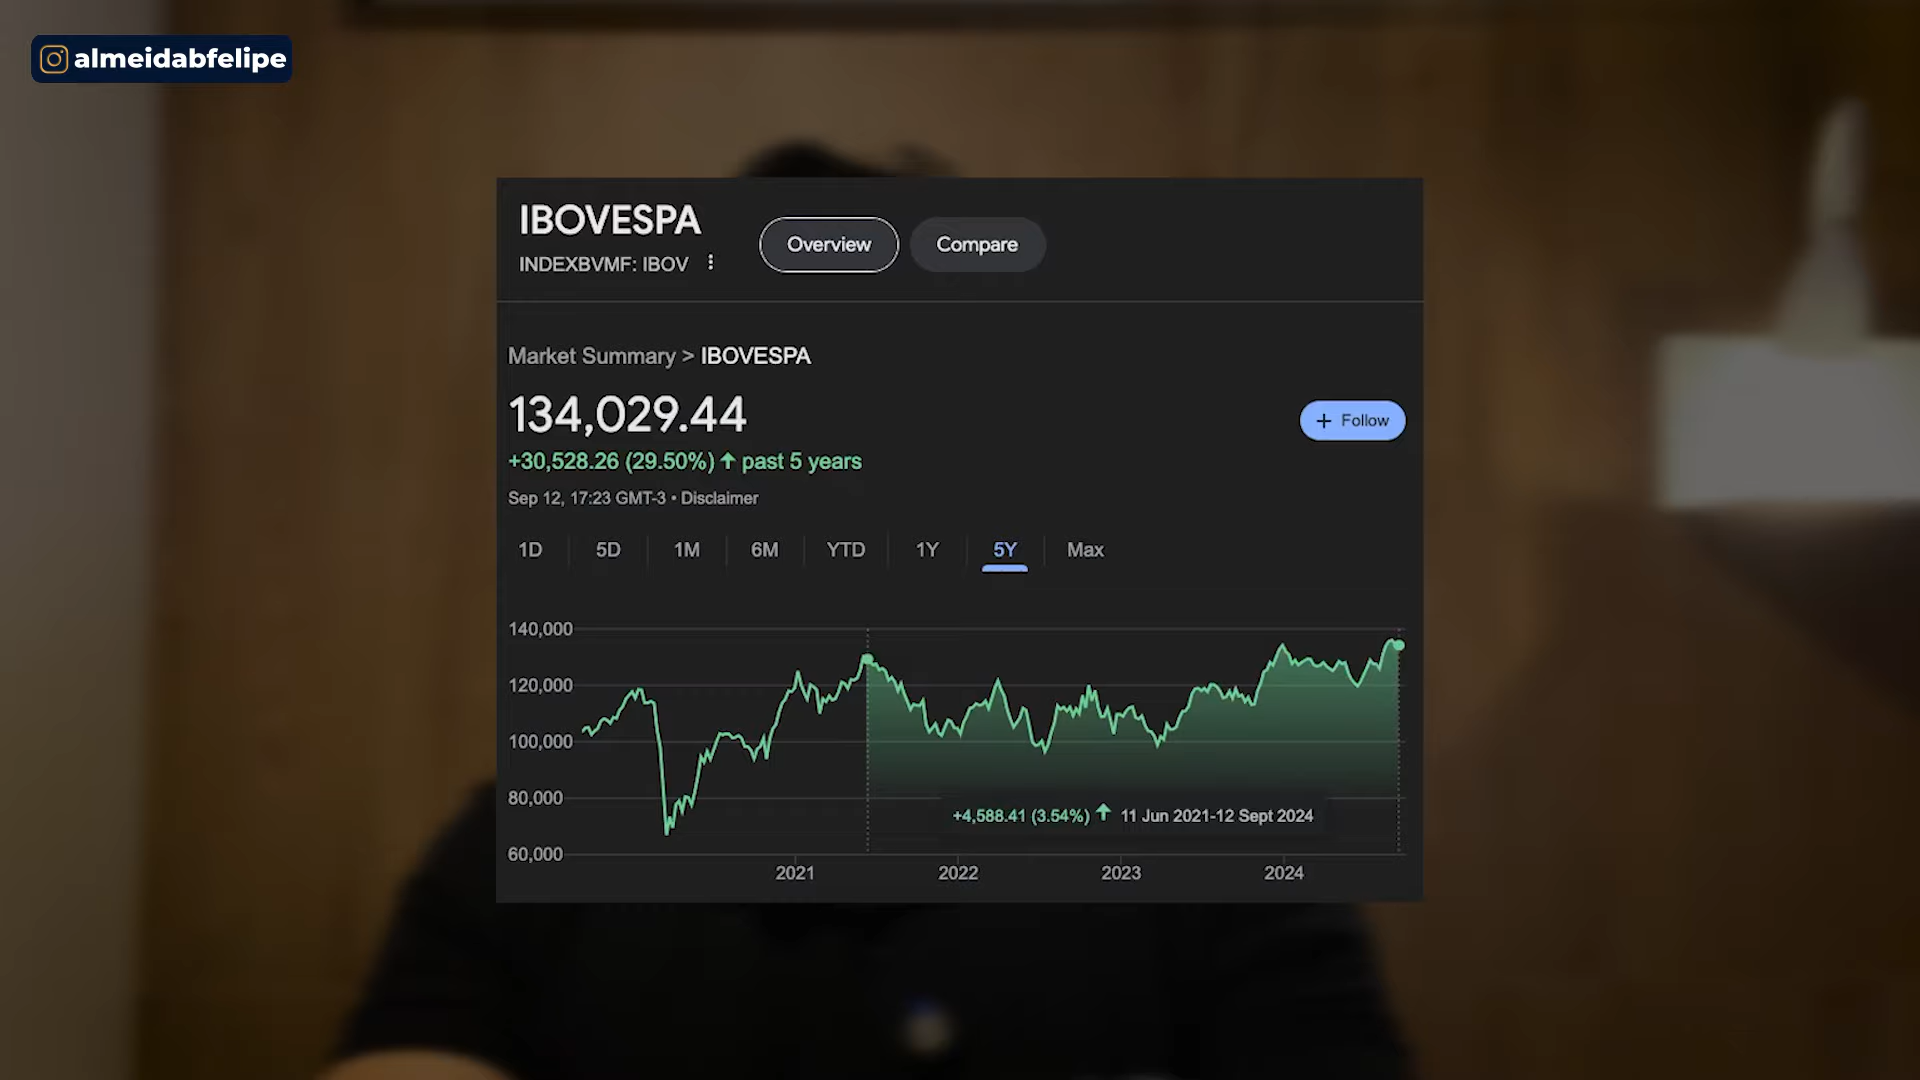 almeidabfelipe
IBOVESPA
INDEXBVMF: IBOV
Overview
Compare
Market Summary > IBOVESPA
134,029.44
+ Follow
+30,528.26 (29.50%) ↑ past 5 years
Sep 12, 17:23 GMT-3 • Disclaimer
1D 5D 1M 6M YTD 1Y 5Y Max
140,000
120,000
100,000
80,000
+4,588.41 (3.54%) ↑ 11 Jun 2021-12 Sept 2024
60,000
2021 2022 2023 2024